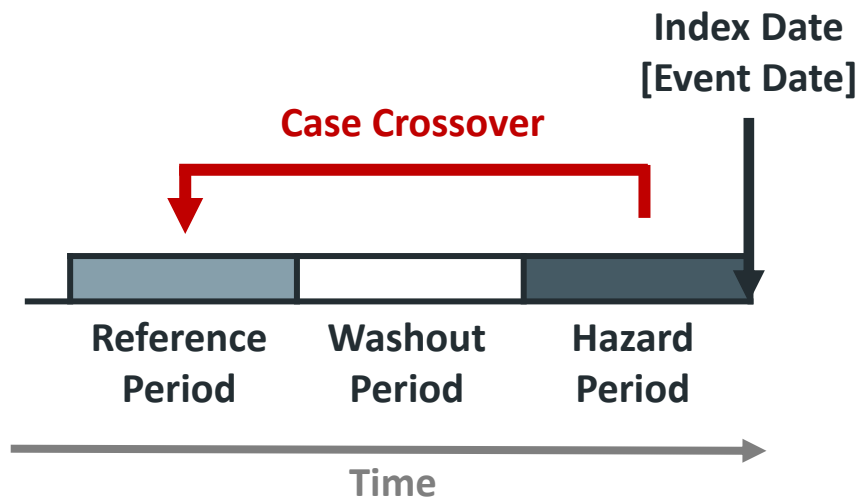 Index Date
[Event Date]
Case Crossover
Reference
Period
Washout
Period
Hazard
Period
Time